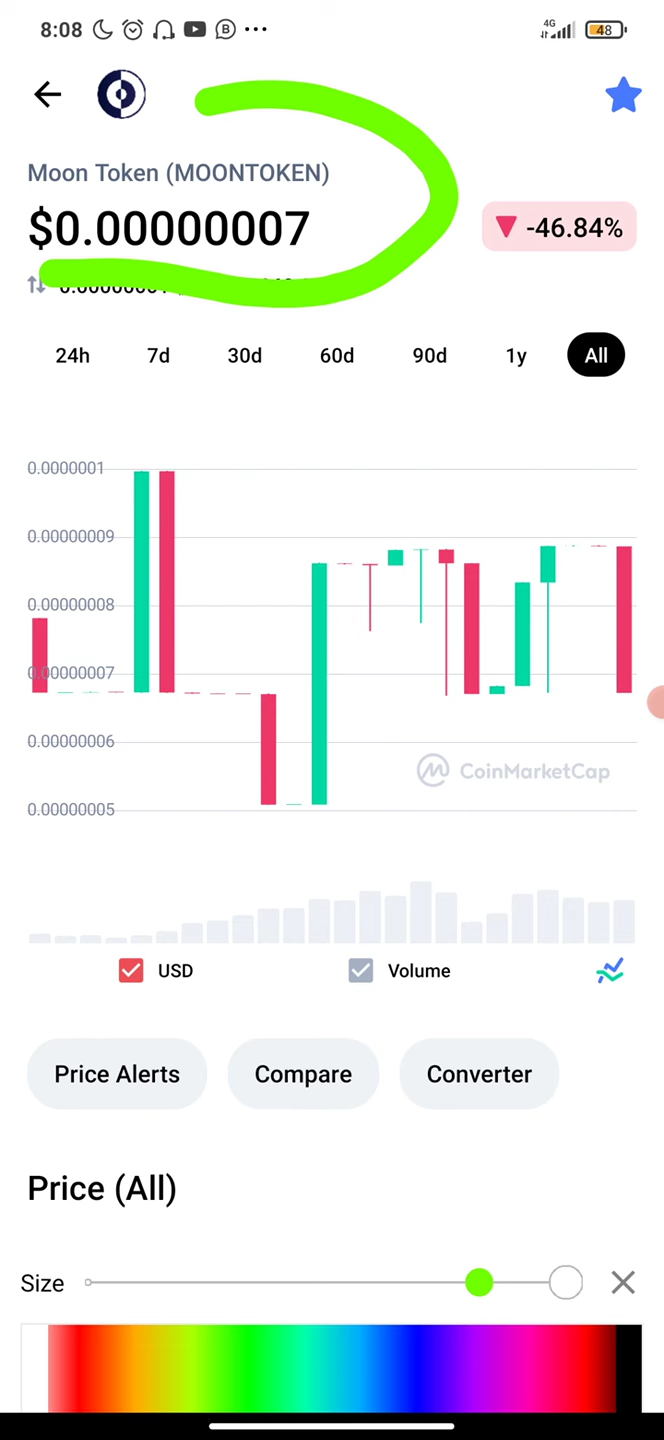 8:08
4G
48
Moon Token (MOONTOKEN)
$0.00000007
-46.84%
24h 7d 30d 60d 90d 1y All
0.0000001
0.00000009
0.00000008
0.00000007
0.00000006
0.00000005
CoinMarketCap
USD Volume
Price Alerts Compare Converter
Price (All)
Size